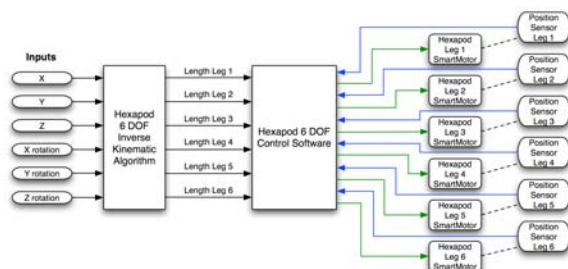 Inputs
X
Y
Z
X rotation
Y rotation
Z rotation
Hexapod
6 DOF
Inverse
Kinematic
Algorithm
Length Leg 1
Length Leg 2
Length Leg 3
Length Leg 4
Length Leg 5
Length Leg 6
Hexapod 6 DOF
Control Software
Hexapod
Leg 1
SmartMotor
Hexapod
Leg 2
SmartMotor
Hexapod
Leg 3
SmartMotor
Hexapod
Leg 4
SmartMotor
Hexapod
Leg 5
SmartMotor
Hexapod
Leg 6
SmartMotor
Position
Sensor
Leg 1
Position
Sensor
Leg 2
Position
Sensor
Leg 3
Position
Sensor
Leg 4
Position
Sensor
Leg 5
Position
Sensor
Leg 6